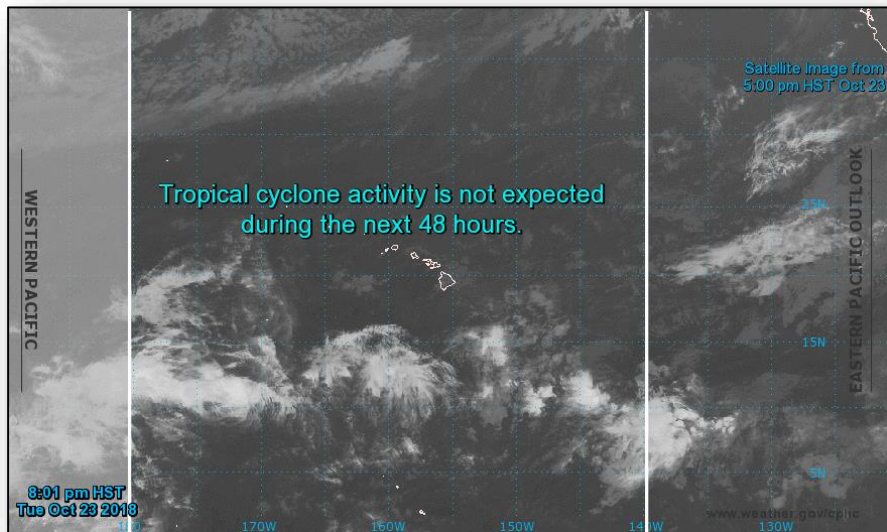 Satellite Image from
5:00 pm HST Oct 23
Tropical cyclone activity is not expected
during the next 48 hours.
WESTERN PACIFIC
EASTERN PACIFIC OUTLOOK
25N
15N
5N
8:01 pm HST
Tue Oct 23 2018
www.weather.gov/cphc
170W
160W
150W
140W
130W